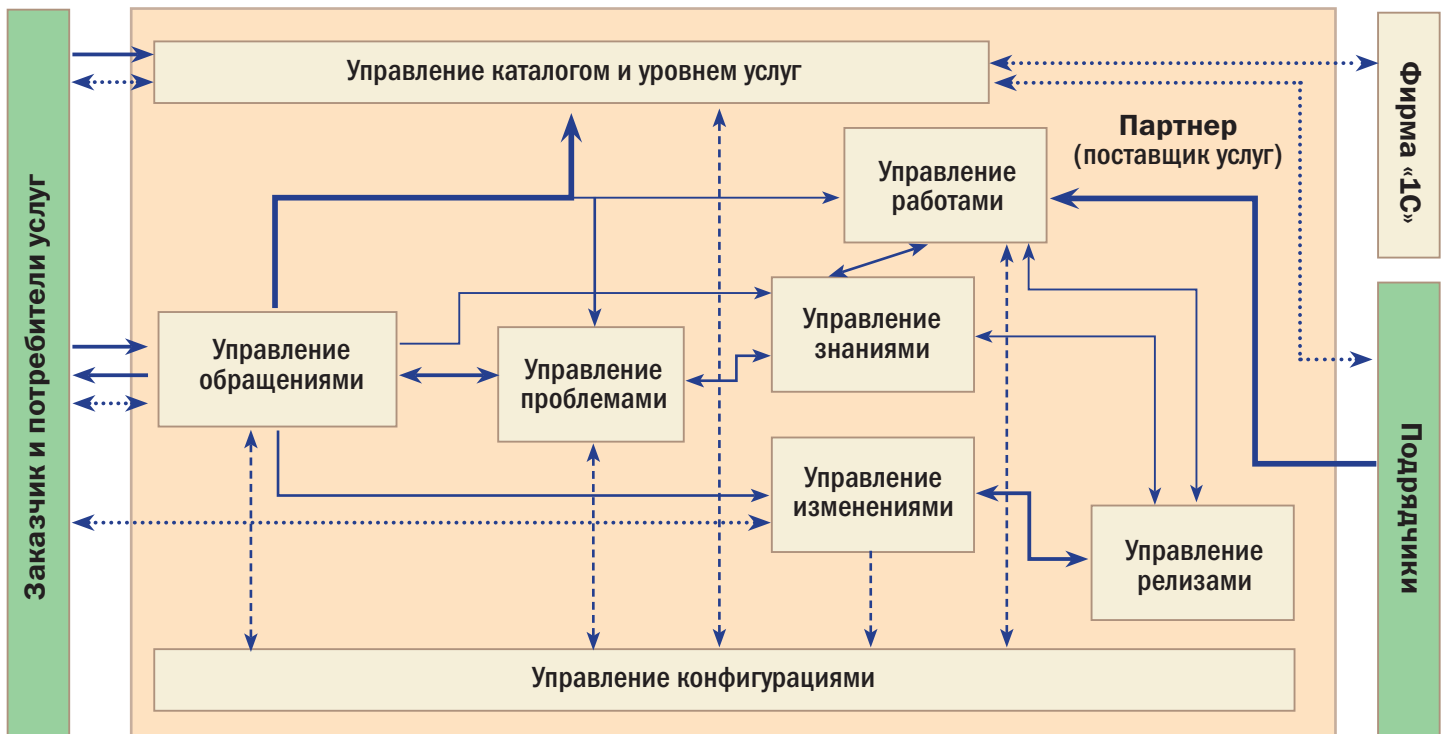 Заказчик и потребители услуг
Управление каталогом и уровнем услуг
Фирма «1С»
Партнер
(поставщик услуг)
Управление
работами
Управление
обращениями
Управление
проблемами
Управление
знаниями
Управление
изменениями
Управление
релизами
Подрядчики
Управление конфигурациями